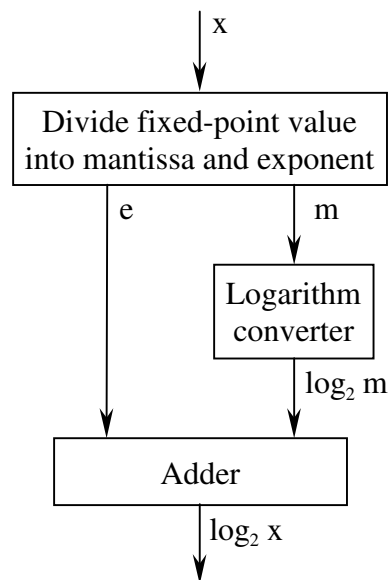 x
Divide fixed-point value
into mantissa and exponent
e
m
Logarithm
converter
log₂ m
Adder
log₂ x